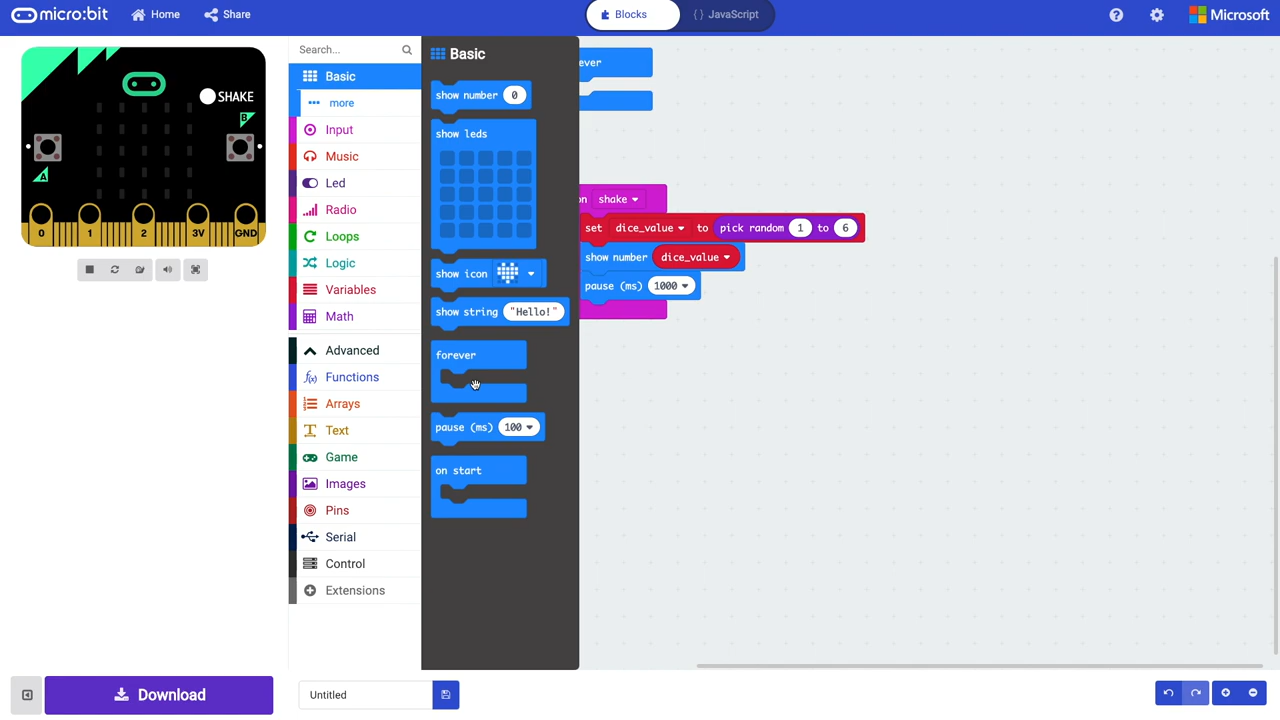 micro:bit
Home
Share
Blocks
{ } JavaScript
Microsoft
SHAKE
B
A
0 1 2 3V GND
Search...
Basic
more
Input
Music
Led
Radio
Loops
Logic
Variables
Math
Advanced
Functions
Arrays
Text
Game
Images
Pins
Serial
Control
Extensions
Basic
show number 0
show leds
show icon
show string "Hello!"
forever
pause (ms) 100
on start
ever
on shake
set dice_value to pick random 1 to 6
show number dice_value
pause (ms) 1000
Download
Untitled